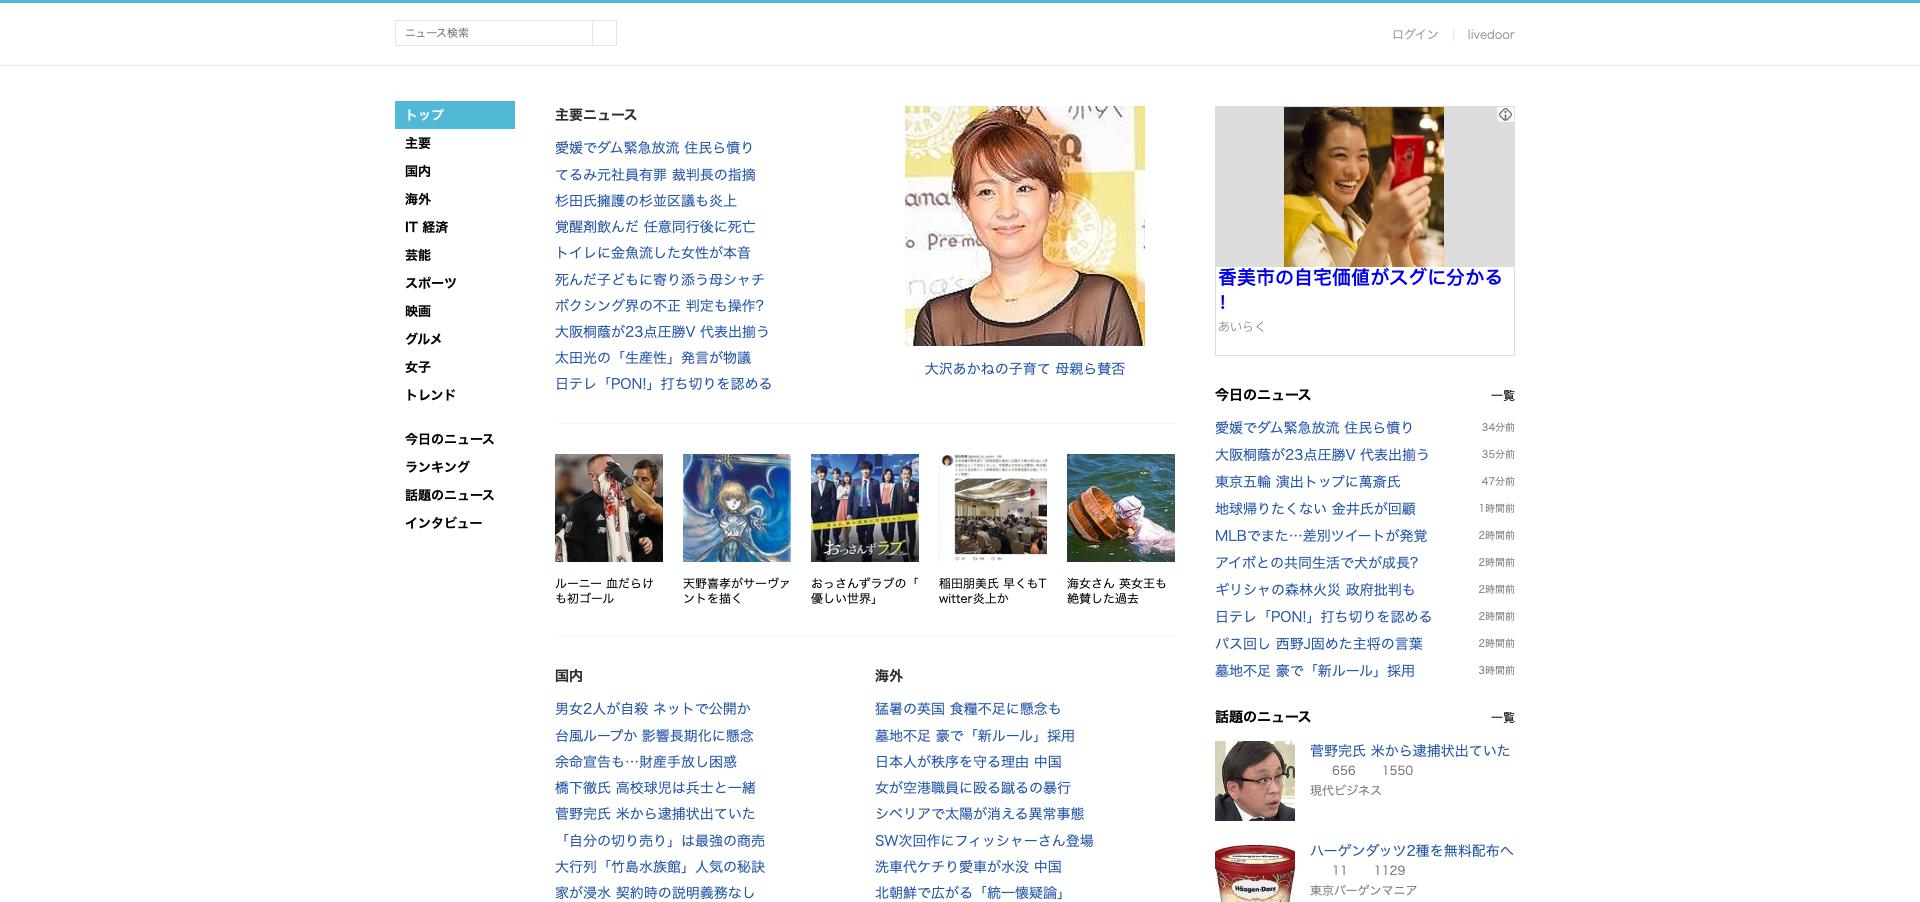 ニュース検索
ログイン
livedoor
トップ
主要
国内
海外
IT 経済
芸能
スポーツ
映画
グルメ
女子
トレンド
今日のニュース
ランキング
話題のニュース
インタビュー
主要ニュース
愛媛でダム緊急放流 住民ら憤り
てるみ元社員有罪 裁判長の指摘
杉田氏擁護の杉並区議も炎上
覚醒剤飲んだ 任意同行後に死亡
トイレに金魚流した女性が本音
死んだ子どもに寄り添う母シャチ
ボクシング界の不正 判定も操作?
大阪桐蔭が23点圧勝V 代表出揃う
太田光の「生産性」発言が物議
日テレ「PON!」打ち切りを認める
大沢あかねの子育て 母親ら賛否
ルーニー 血だらけ
も初ゴール
天野喜孝がサーヴァ
ントを描く
おっさんずラブ
おっさんずラブの「
優しい世界」
稲田朋美氏 早くもT
witter炎上か
海女さん 英女王も
絶賛した過去
国内
男女2人が自殺 ネットで公開か
台風ループか 影響長期化に懸念
余命宣告も…財産手放し困惑
橋下徹氏 高校球児は兵士と一緒
菅野完氏 米から逮捕状出ていた
「自分の切り売り」は最強の商売
大行列「竹島水族館」人気の秘訣
家が浸水 契約時の説明義務なし
海外
猛暑の英国 食糧不足に懸念も
墓地不足 豪で「新ルール」採用
日本人が秩序を守る理由 中国
女が空港職員に殴る蹴るの暴行
シベリアで太陽が消える異常事態
SW次回作にフィッシャーさん登場
洗車代ケチり愛車が水没 中国
北朝鮮で広がる「統一懐疑論」
香美市の自宅価値がスグに分かる
!
あいらく
今日のニュース
一覧
愛媛でダム緊急放流 住民ら憤り 34分前
大阪桐蔭が23点圧勝V 代表出揃う 35分前
東京五輪 演出トップに萬斎氏 47分前
地球帰りたくない 金井氏が回顧 1時間前
MLBでまた…差別ツイートが発覚 2時間前
アイボとの共同生活で犬が成長? 2時間前
ギリシャの森林火災 政府批判も 2時間前
日テレ「PON!」打ち切りを認める 2時間前
パス回し 西野J固めた主将の言葉 2時間前
墓地不足 豪で「新ルール」採用 3時間前
話題のニュース
一覧
菅野完氏 米から逮捕状出ていた
656 1550
現代ビジネス
ハーゲンダッツ2種を無料配布へ
11 1129
東京バーゲンマニア
Häagen-Dazs